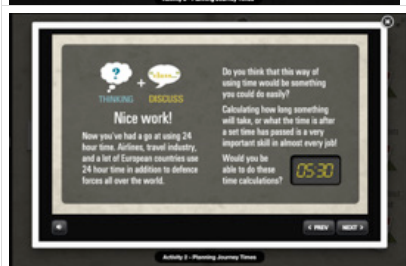 Activity 2 - Planning Journey Times
?
"class..."
+
THINKING DISCUSS
Nice work!
Now you've had a go at using 24
hour time. Airlines, travel industry,
and a lot of European countries use
24 hour time in addition to defence
forces all over the world.
Do you think that this way of
using time would be something
you could do easily?
Calculating how long something
will take, or what the time is after
a set time has passed is a very
important skill in almost every job!
Would you be
able to do these
time calculations?
05:30
< PREV NEXT >
Activity 2 - Planning Journey Times